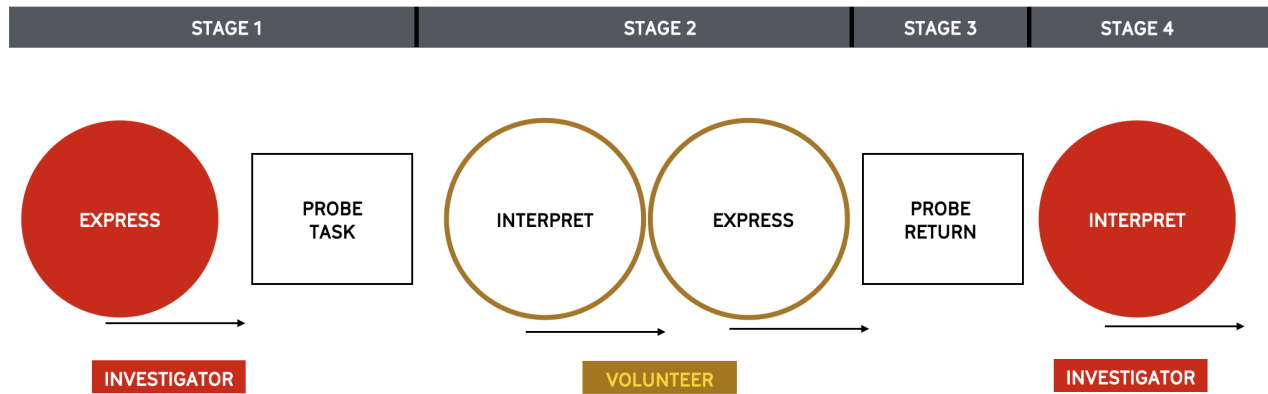 STAGE 1
STAGE 2
STAGE 3
STAGE 4
EXPRESS
PROBE
TASK
INTERPRET
EXPRESS
PROBE
RETURN
INTERPRET
INVESTIGATOR
VOLUNTEER
INVESTIGATOR